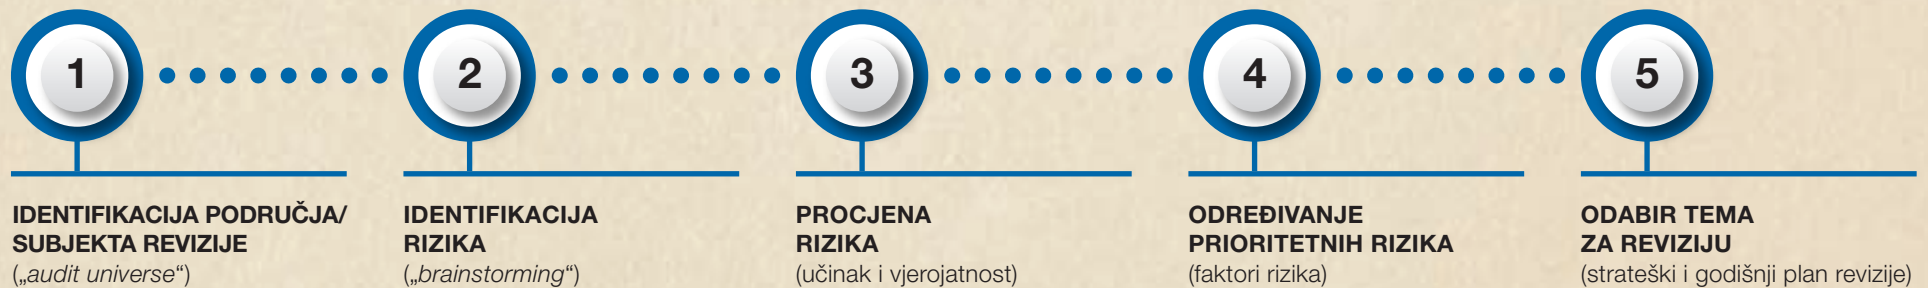 1
2
3
4
5
IDENTIFIKACIJA PODRUČJA/
SUBJEKTA REVIZIJE
(„audit universe“)
IDENTIFIKACIJA
RIZIKA
(„brainstorming“)
PROCJENA
RIZIKA
(učinak i vjerojatnost)
ODREĐIVANJE
PRIORITETNIH RIZIKA
(faktori rizika)
ODABIR TEMA
ZA REVIZIJU
(strateški i godišnji plan revizije)